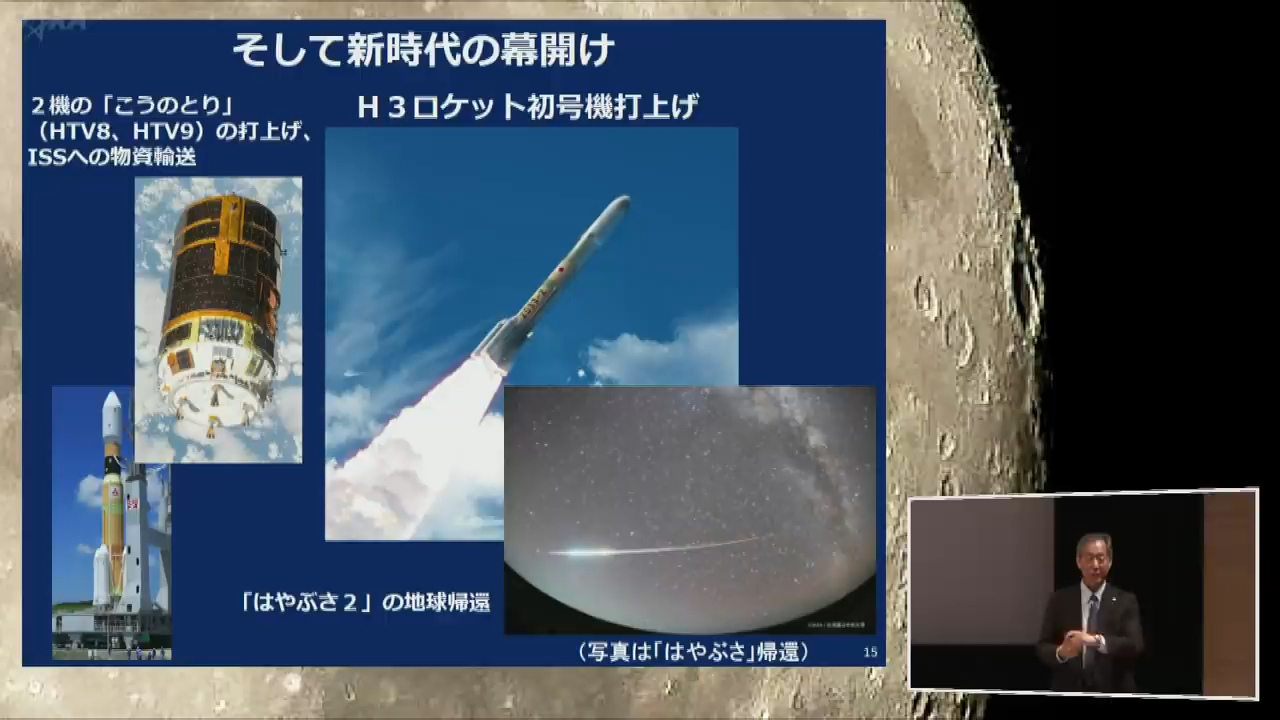 JAXA
そして新時代の幕開け
２機の「こうのとり」
（HTV8、HTV9）の打上げ、
ISSへの物資輸送
Ｈ３ロケット初号機打上げ
「はやぶさ２」の地球帰還
（写真は｢はやぶさ｣帰還）
15